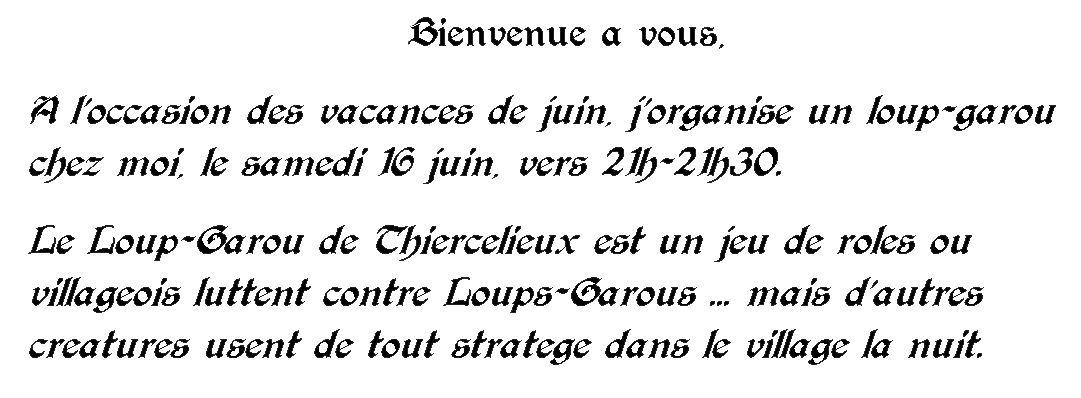 Bienvenue a vous,
A l'occasion des vacances de juin, j'organise un loup-garou
chez moi, le samedi 16 juin, vers 21h-21h30.
Le Loup-Garou de Thiercelieux est un jeu de roles ou
villageois luttent contre Loups-Garous ... mais d'autres
creatures usent de tout stratege dans le village la nuit.